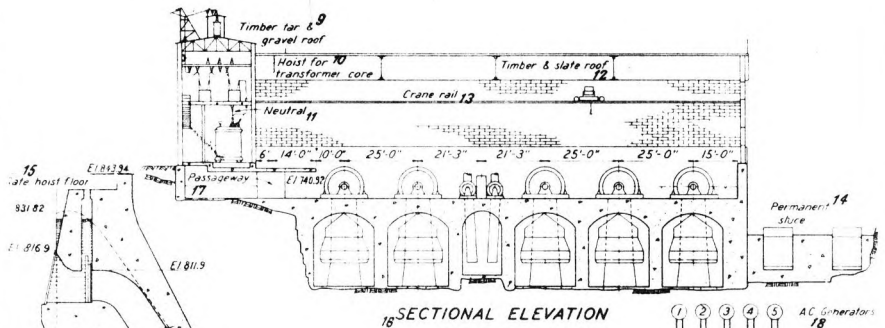 Timber tar & 9
gravel roof
Hoist for 10
transformer core
Timber & slate roof
12
Crane rail 13
Neutral 11
6' 14'-0" 10'-0" 25'-0" 21'-3" 21'-3" 25'-0" 25'-0" 15'-0"
15
El.843.94
hoist floor
831.82
El.816.9
El.811.9
Passageway
17
El.740.92
Permanent 14
sluce
16 SECTIONAL ELEVATION
1 2 3 4 5 A.C. Generators
18